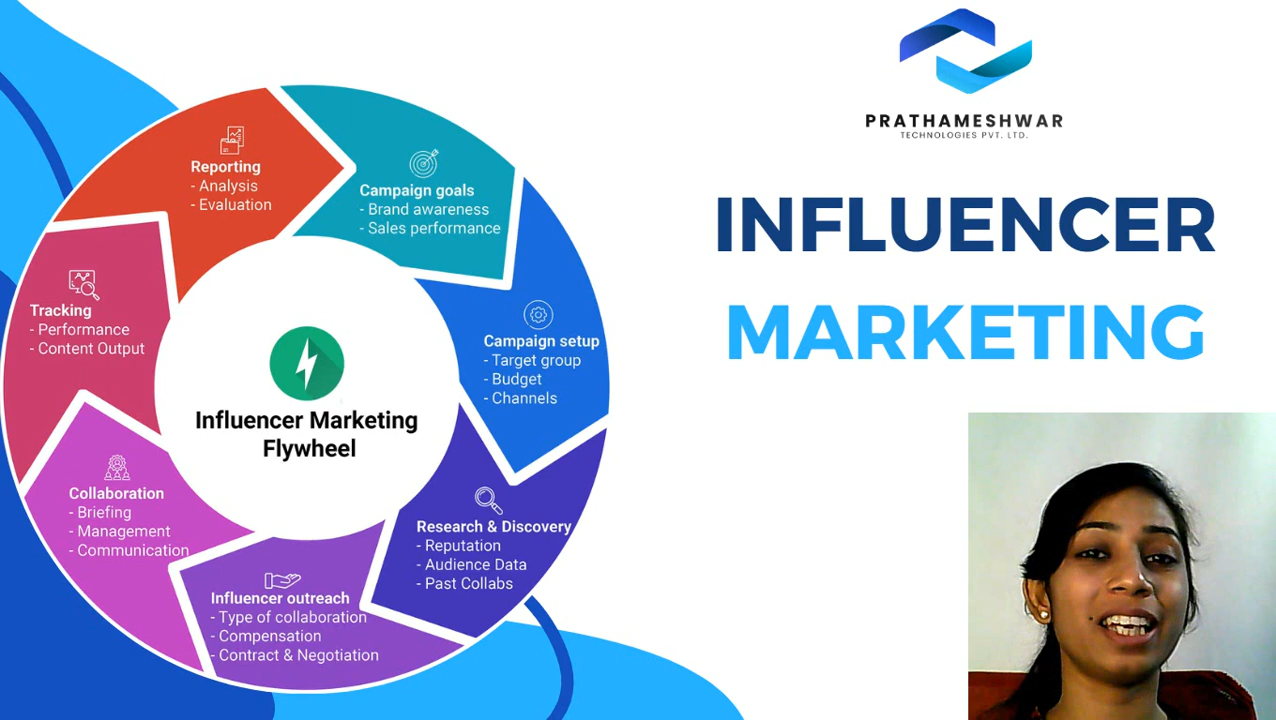 PRATHAMESHWAR
TECHNOLOGIES PVT. LTD.
INFLUENCER
MARKETING
Influencer Marketing
Flywheel
Campaign goals
- Brand awareness
- Sales performance
Campaign setup
- Target group
- Budget
- Channels
Research & Discovery
- Reputation
- Audience Data
- Past Collabs
Influencer outreach
- Type of collaboration
- Compensation
- Contract & Negotiation
Collaboration
- Briefing
- Management
- Communication
Tracking
- Performance
- Content Output
Reporting
- Analysis
- Evaluation